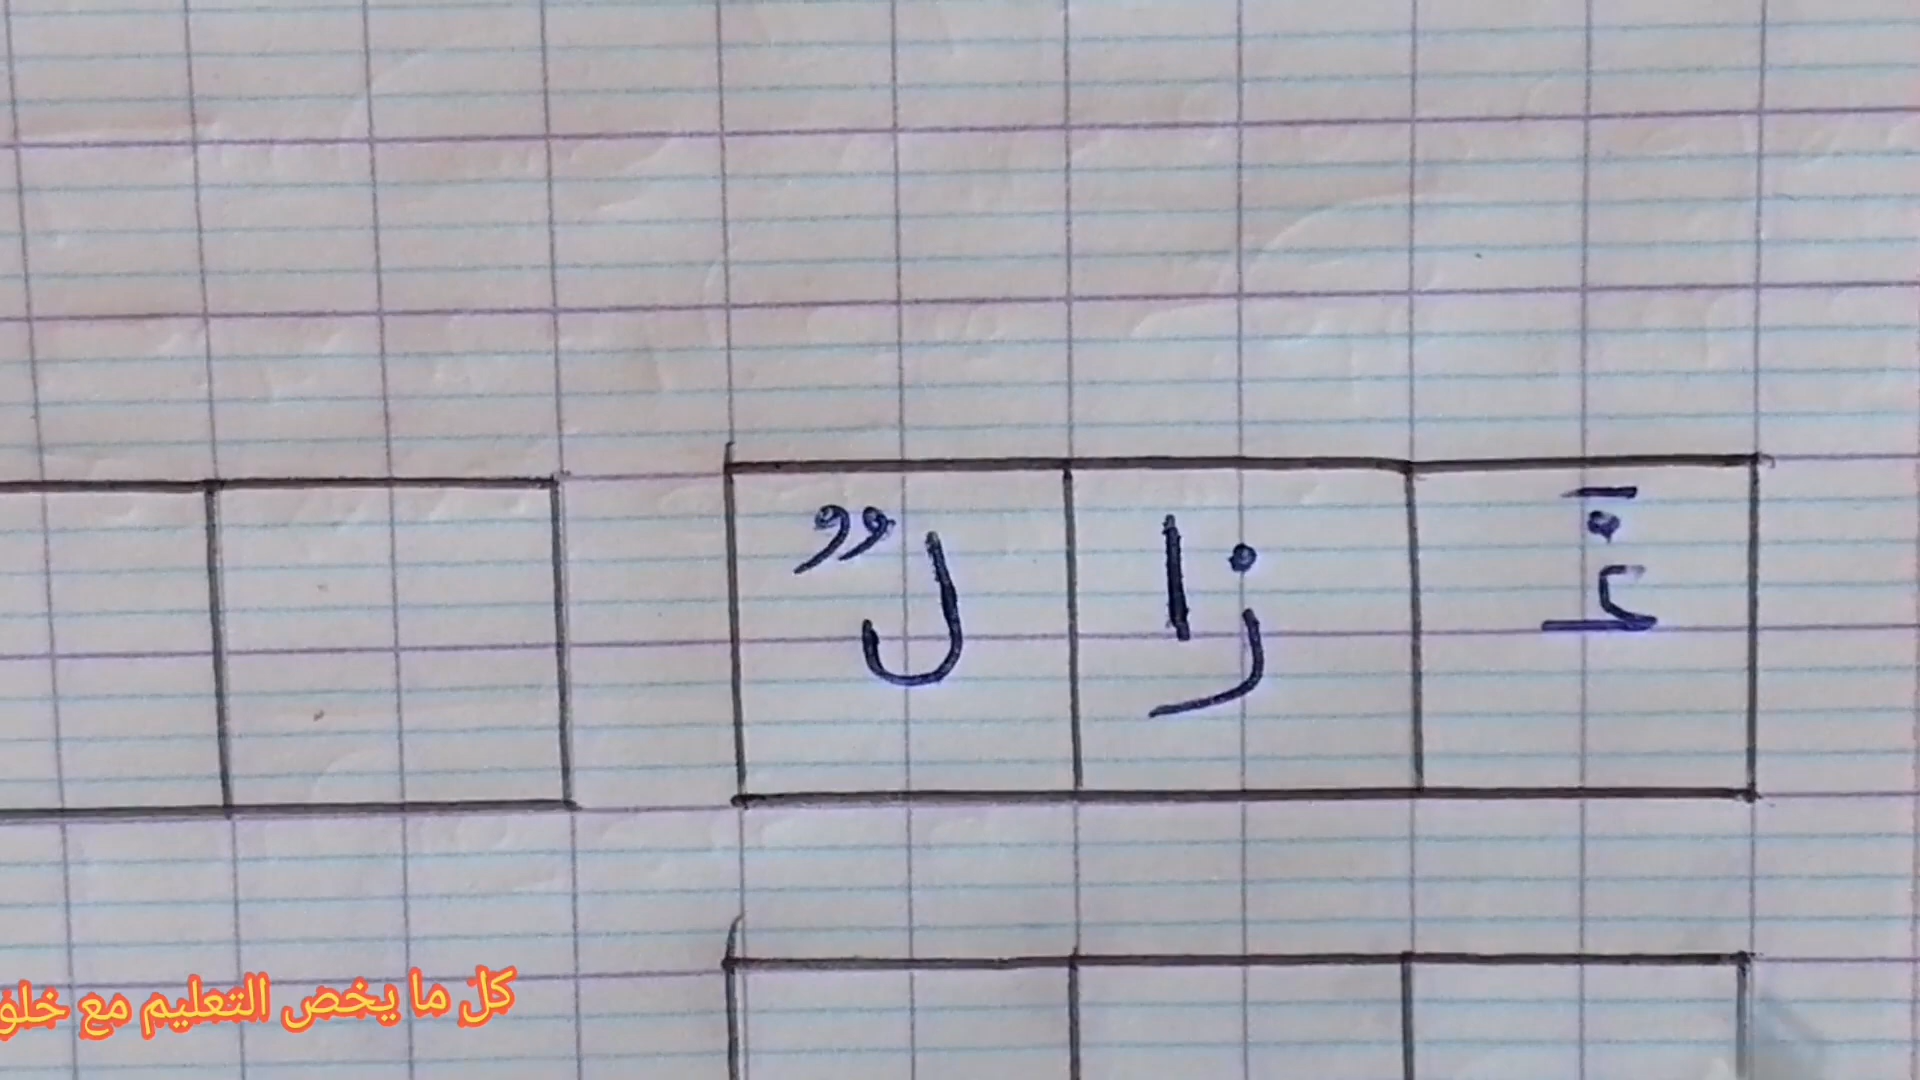 غَـ زا لٌ
كل ما يخص التعليم مع خلو